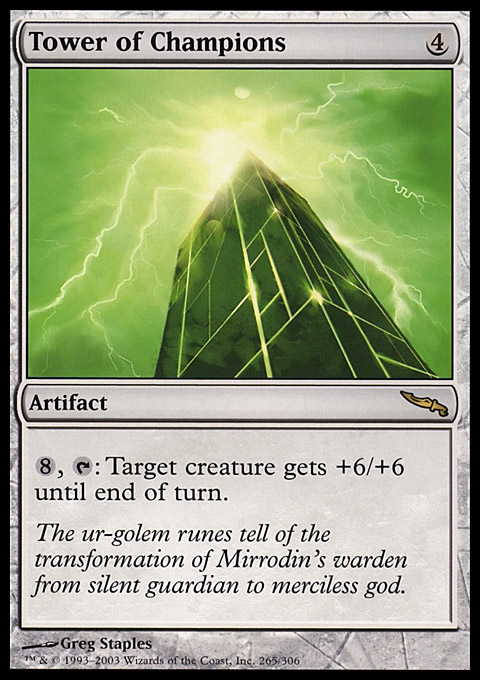 Tower of Champions 4
Artifact
8, : Target creature gets +6/+6
until end of turn.
The ur-golem runes tell of the
transformation of Mirrodin's warden
from silent guardian to merciless god.
Greg Staples
™ & © 1993–2003 Wizards of the Coast, Inc. 265/306